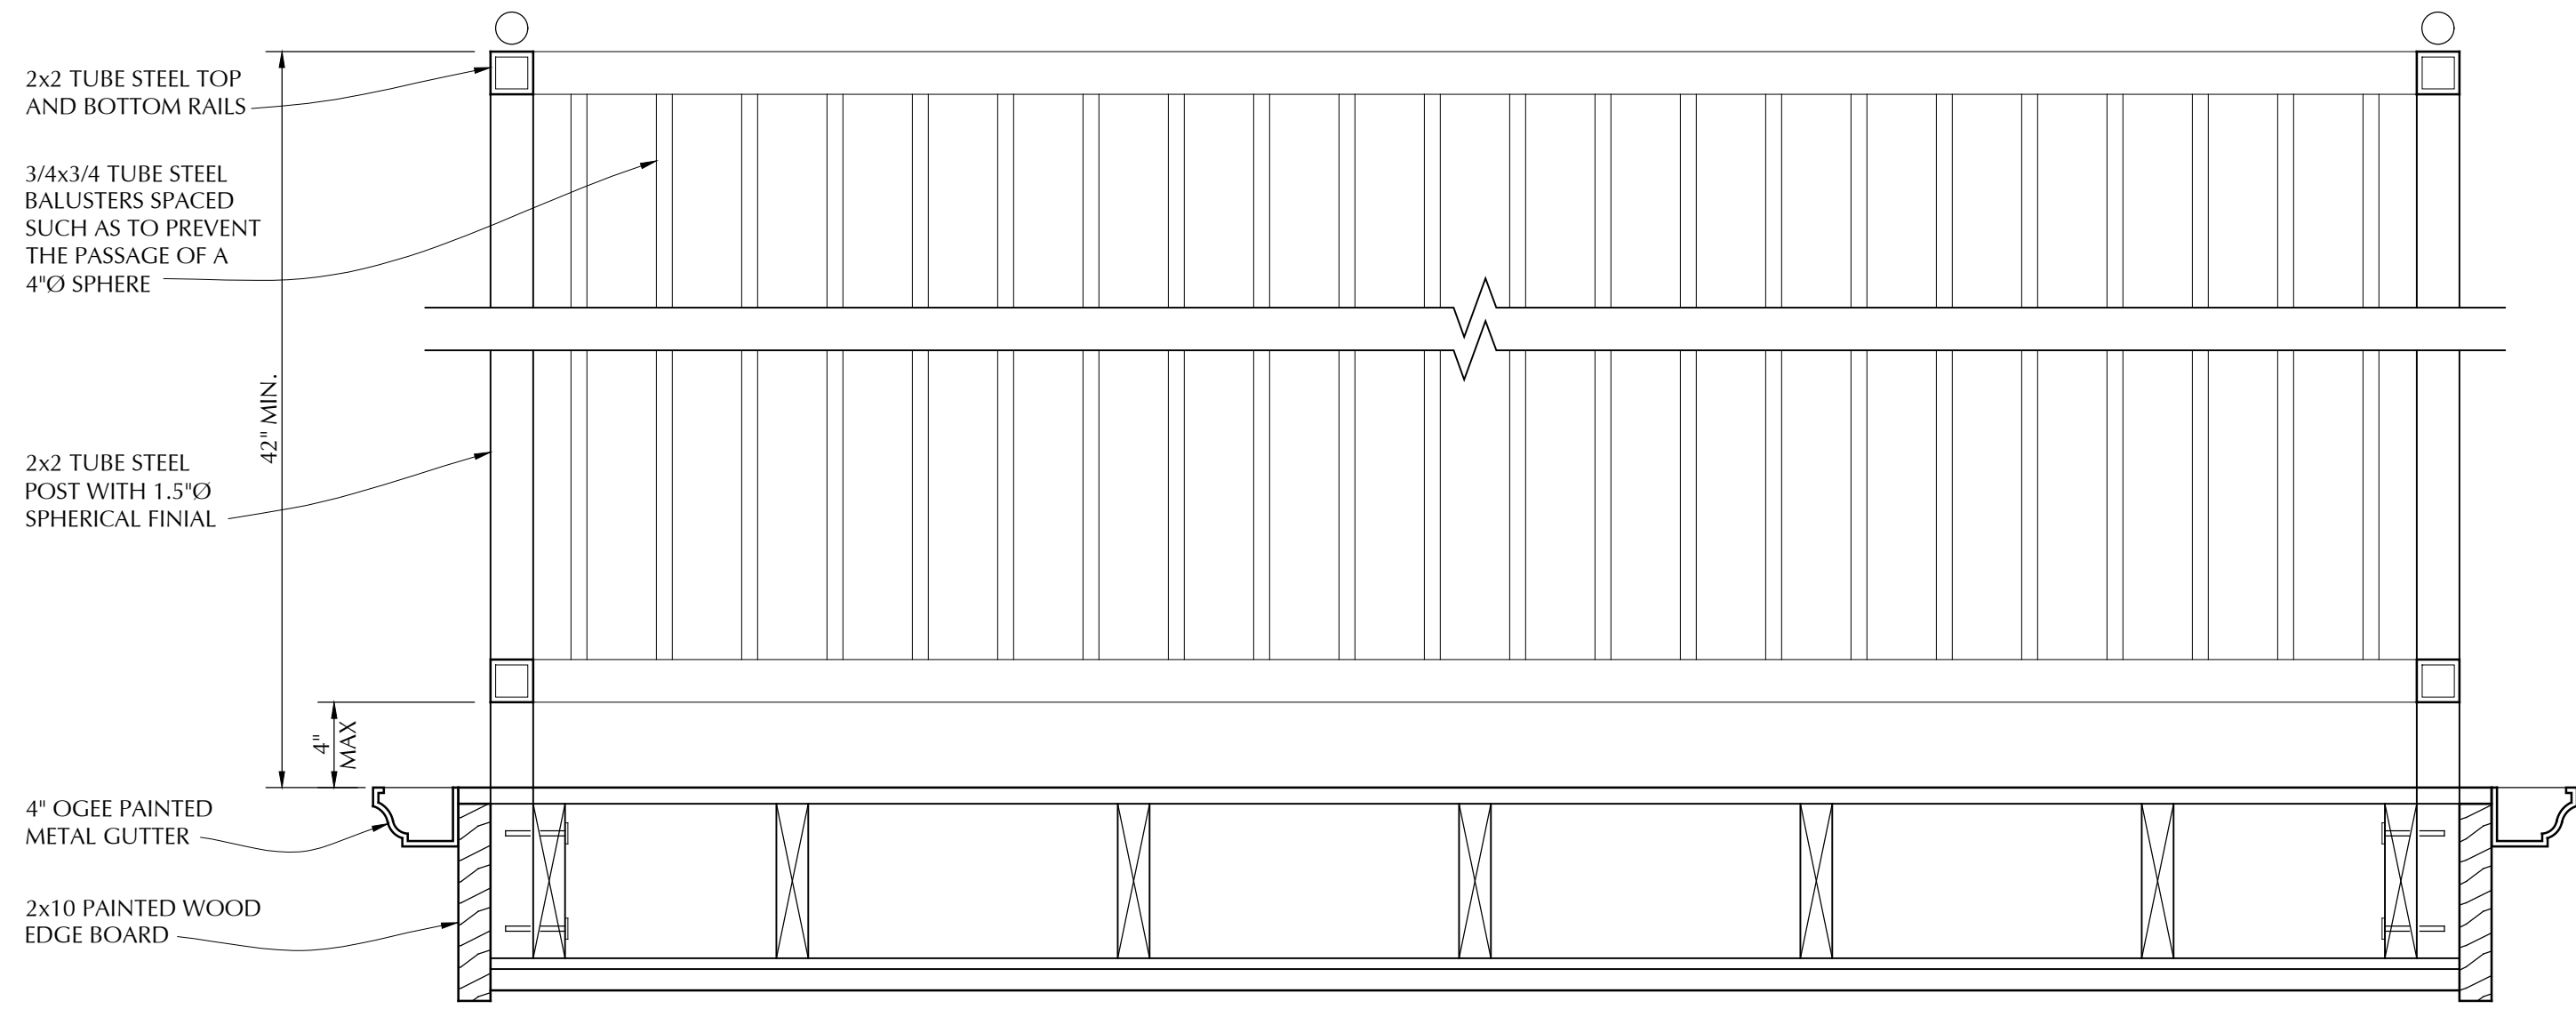 2x2 TUBE STEEL TOP
AND BOTTOM RAILS
3/4x3/4 TUBE STEEL
BALUSTERS SPACED
SUCH AS TO PREVENT
THE PASSAGE OF A
4"Ø SPHERE
42" MIN.
2x2 TUBE STEEL
POST WITH 1.5"Ø
SPHERICAL FINIAL
4"
MAX
4" OGEE PAINTED
METAL GUTTER
2x10 PAINTED WOOD
EDGE BOARD